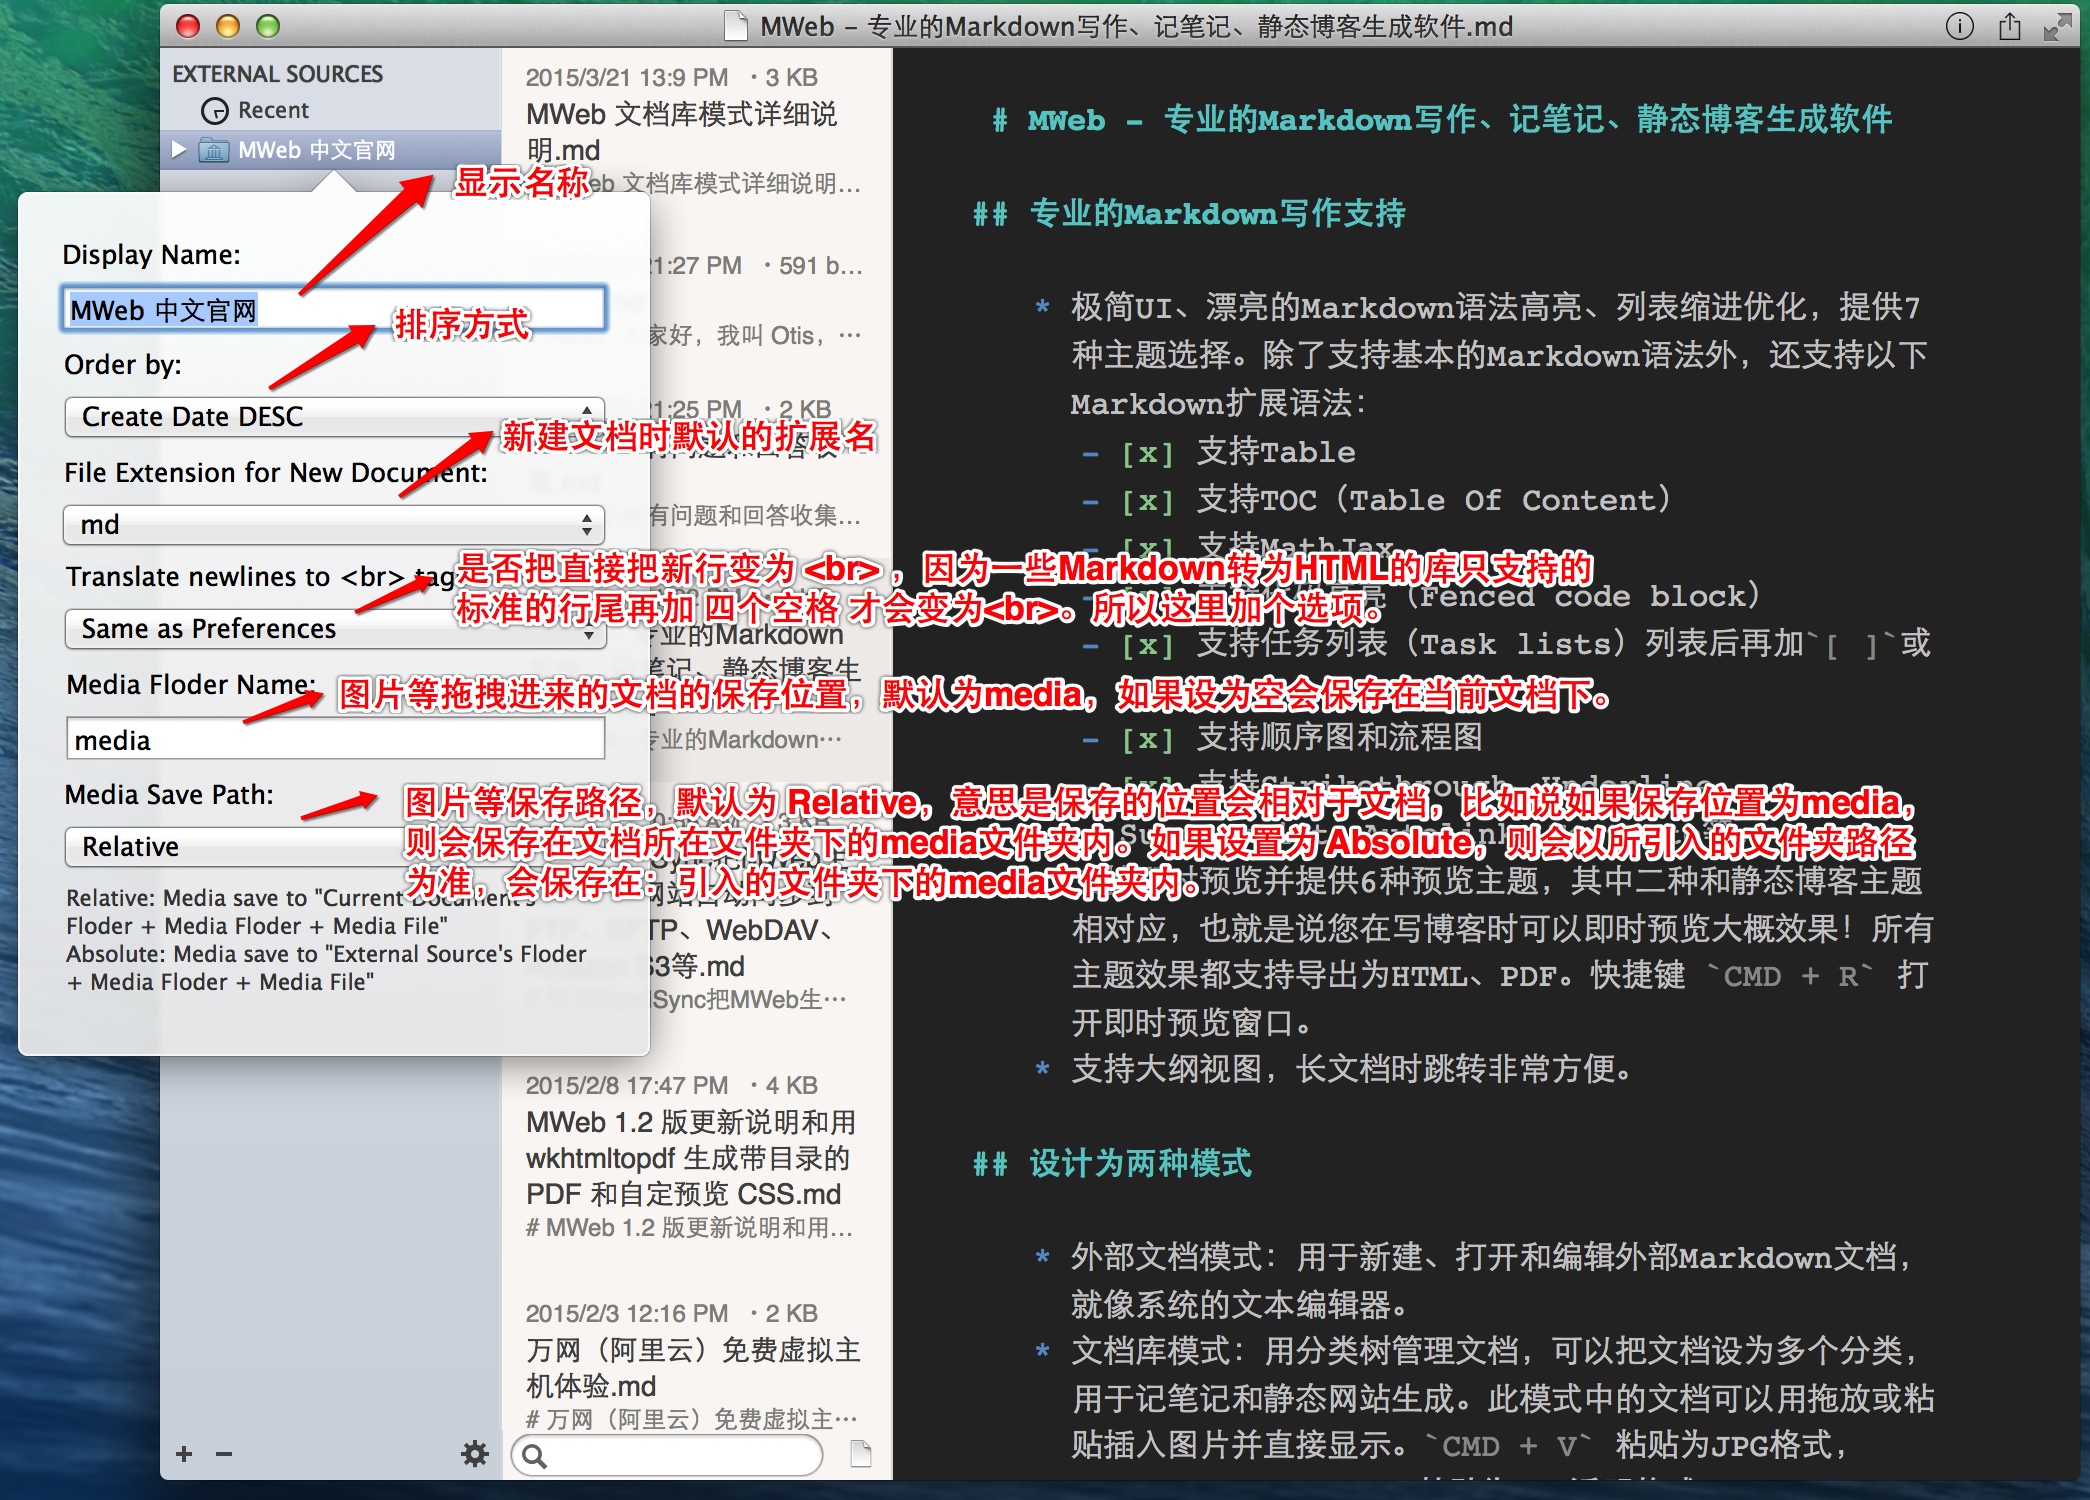 MWeb – 专业的Markdown写作、记笔记、静态博客生成软件.md
EXTERNAL SOURCES
Recent
MWeb 中文官网
显示名称
Display Name:
MWeb 中文官网
排序方式
Order by:
Create Date DESC
新建文档时默认的扩展名
File Extension for New Document:
md
Translate newlines to <br> tag
是否把直接把新行变为 <br> ，因为一些Markdown转为HTML的库只支持的
标准的行尾再加 四个空格 才会变为<br>。所以这里加个选项。
Same as Preferences
Media Floder Name:
图片等拖拽进来的文档的保存位置，默认为media，如果设为空会保存在当前文档下。
media
Media Save Path:
图片等保存路径，默认为 Relative，意思是保存的位置会相对于文档，比如说如果保存位置为media，
则会保存在文档所在文件夹下的media文件夹内。如果设置为 Absolute，则会以所引入的文件夹路径
为准，会保存在：引入的文件夹下的media文件夹内。
Relative
Relative: Media save to "Current Document's
Floder + Media Floder + Media File"
Absolute: Media save to "External Source's Floder
+ Media Floder + Media File"
2015/3/21 13:9 PM ・3 KB
MWeb 文档库模式详细说
明.md
eb 文档库模式详细说明…
1:27 PM ・591 b…
家好，我叫 Otis，…
1:25 PM ・2 KB
有问题和回答收集…
专业的Markdown
笔记、静态博客生
专业的Markdown…
TP、WebDAV、
S3等.md
Sync把MWeb生…
2015/2/8 17:47 PM ・4 KB
MWeb 1.2 版更新说明和用
wkhtmltopdf 生成带目录的
PDF 和自定预览 CSS.md
# MWeb 1.2 版更新说明和用…
2015/2/3 12:16 PM ・2 KB
万网（阿里云）免费虚拟主
机体验.md
# 万网（阿里云）免费虚拟主…
# MWeb – 专业的Markdown写作、记笔记、静态博客生成软件
## 专业的Markdown写作支持
* 极简UI、漂亮的Markdown语法高亮、列表缩进优化，提供7
种主题选择。除了支持基本的Markdown语法外，还支持以下
Markdown扩展语法：
- [x] 支持Table
- [x] 支持TOC（Table Of Content）
- [x] 支持MathJax
（Fenced code block）
- [x] 支持任务列表（Task lists）列表后再加`[ ]`或
- [x] 支持顺序图和流程图
预览并提供6种预览主题，其中二种和静态博客主题
相对应，也就是说您在写博客时可以即时预览大概效果！所有
主题效果都支持导出为HTML、PDF。快捷键 `CMD + R` 打
开即时预览窗口。
* 支持大纲视图，长文档时跳转非常方便。
## 设计为两种模式
* 外部文档模式：用于新建、打开和编辑外部Markdown文档，
就像系统的文本编辑器。
* 文档库模式：用分类树管理文档，可以把文档设为多个分类，
用于记笔记和静态网站生成。此模式中的文档可以用拖放或粘
贴插入图片并直接显示。`CMD + V` 粘贴为JPG格式，